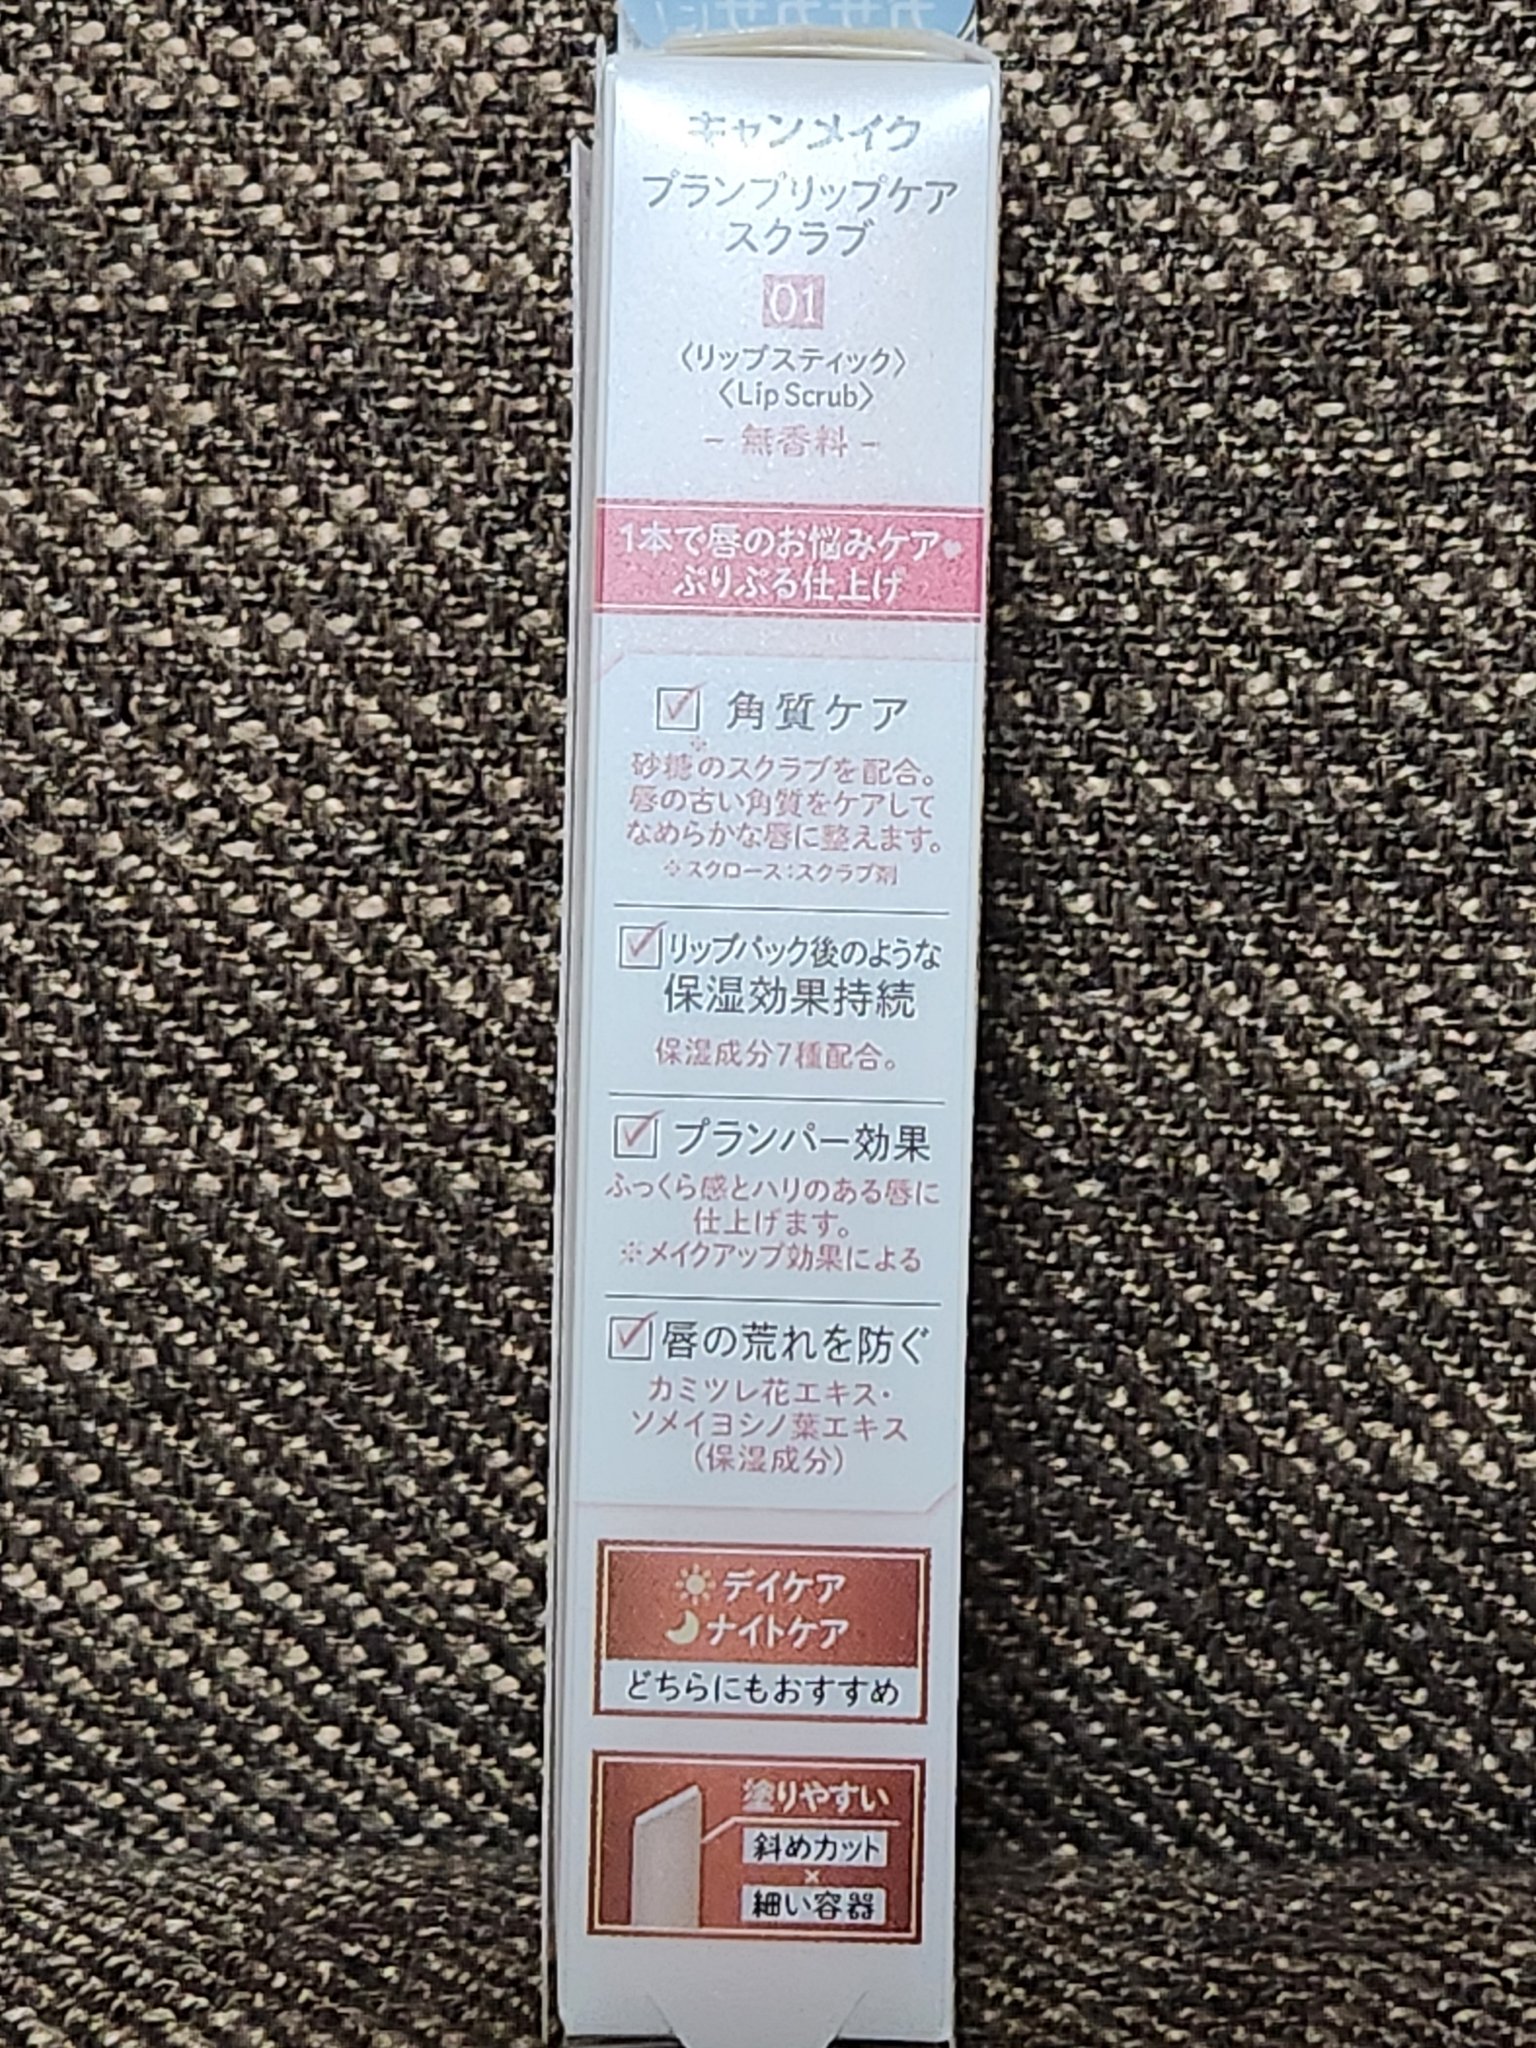 カサカサに!
キャンメイク
プランプリップケア
スクラブ
01
〈リップスティック〉
〈Lip Scrub〉
- 無香料 -
1本で唇のお悩みケア♥
ぷりぷる仕上げ
☑ 角質ケア
砂糖※のスクラブを配合。
唇の古い角質をケアして
なめらかな唇に整えます。
※スクロース:スクラブ剤
☑ リップパック後のような
保湿効果持続
保湿成分7種配合。
☑ プランパー効果
ふっくら感とハリのある唇に
仕上げます。
※メイクアップ効果による
☑ 唇の荒れを防ぐ
カミツレ花エキス・
ソメイヨシノ葉エキス
(保湿成分)
デイケア
ナイトケア
どちらにもおすすめ
塗りやすい
斜めカット
×
細い容器